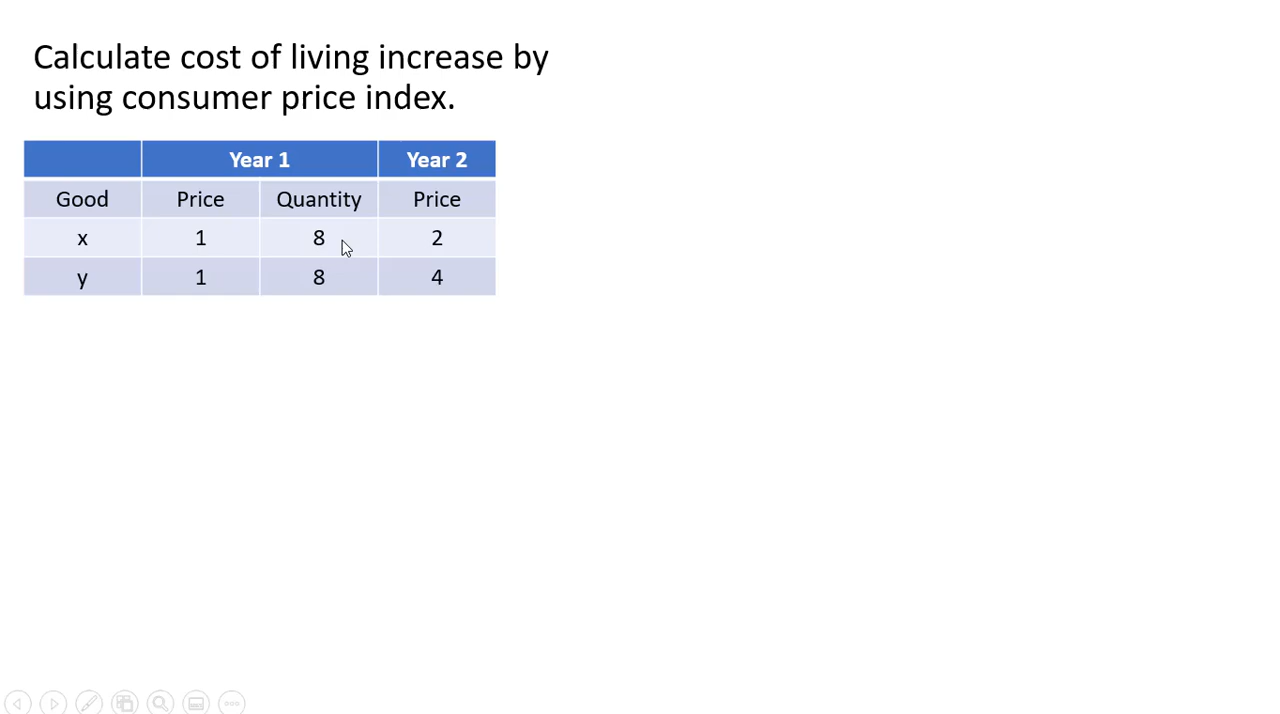 Calculate cost of living increase by
using consumer price index.
Year 1 Year 2
Good Price Quantity Price
x 1 8 2
y 1 8 4